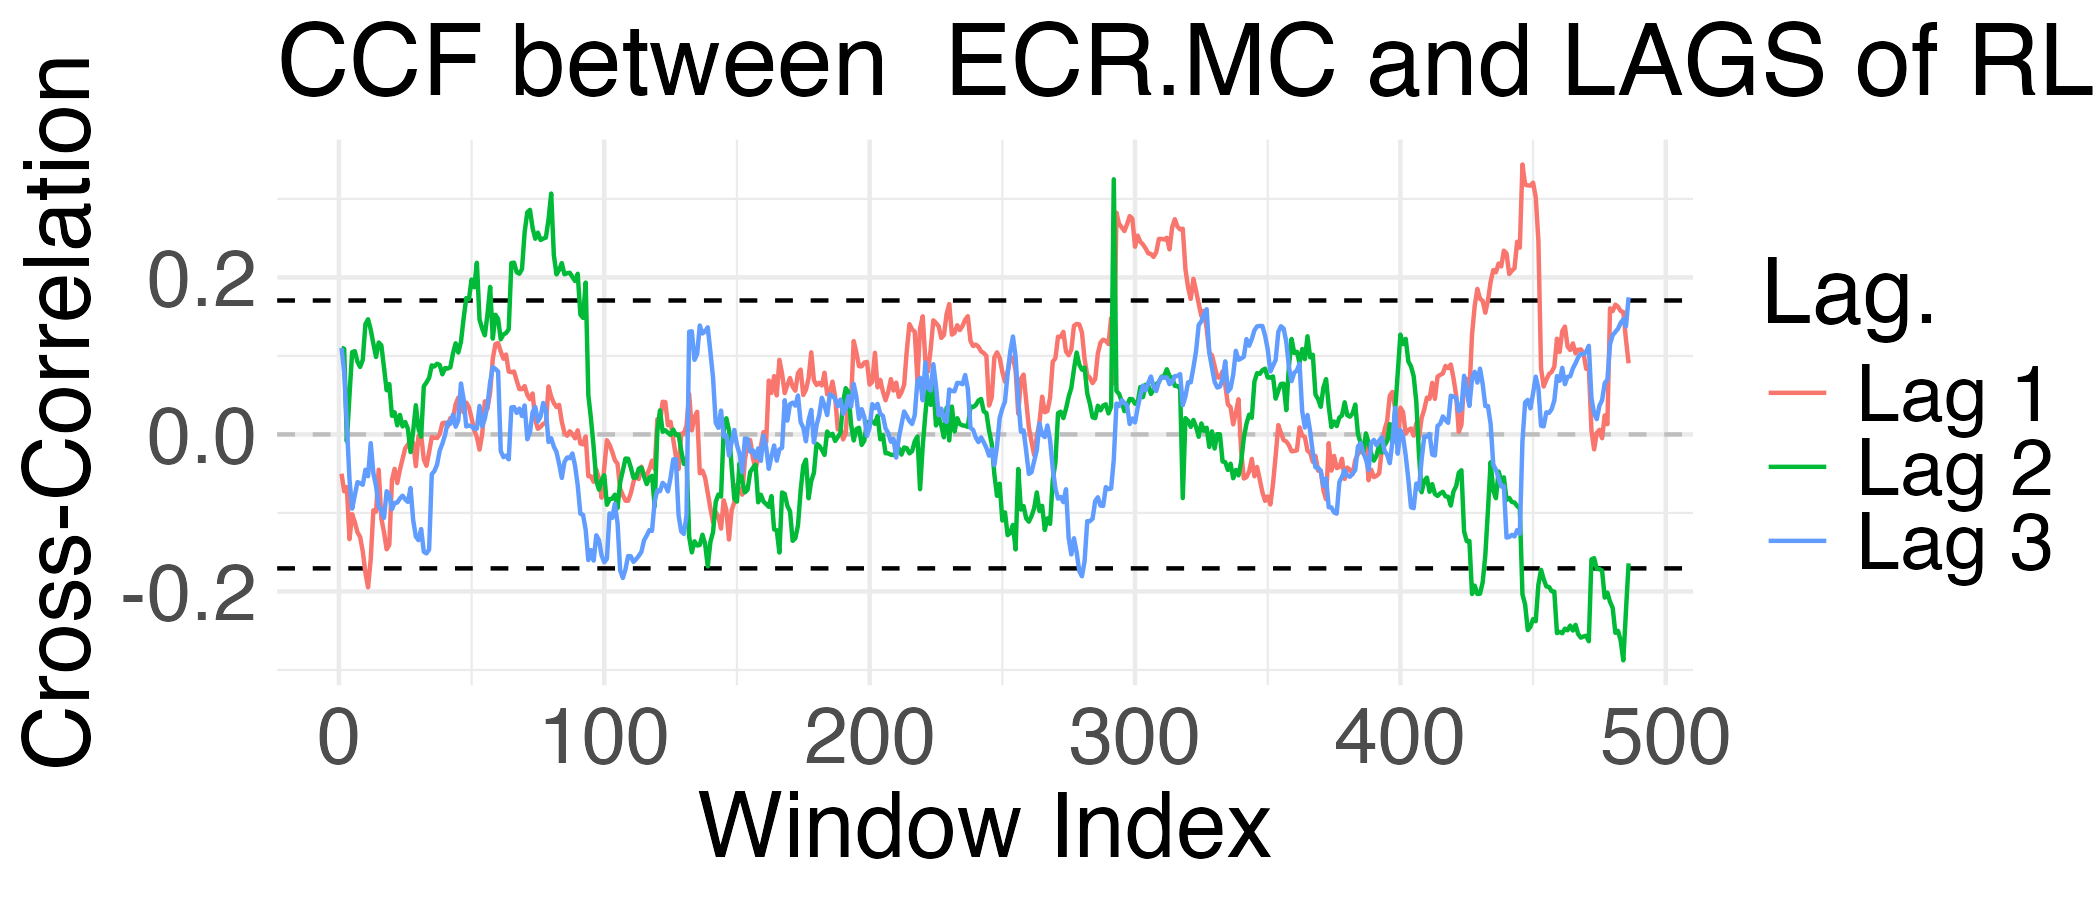 CCF between  ECR.MC and LAGS of RL
Cross-Correlation
0.2
0.0
-0.2
0
100
200
300
400
500
Window Index
Lag.
Lag 1
Lag 2
Lag 3